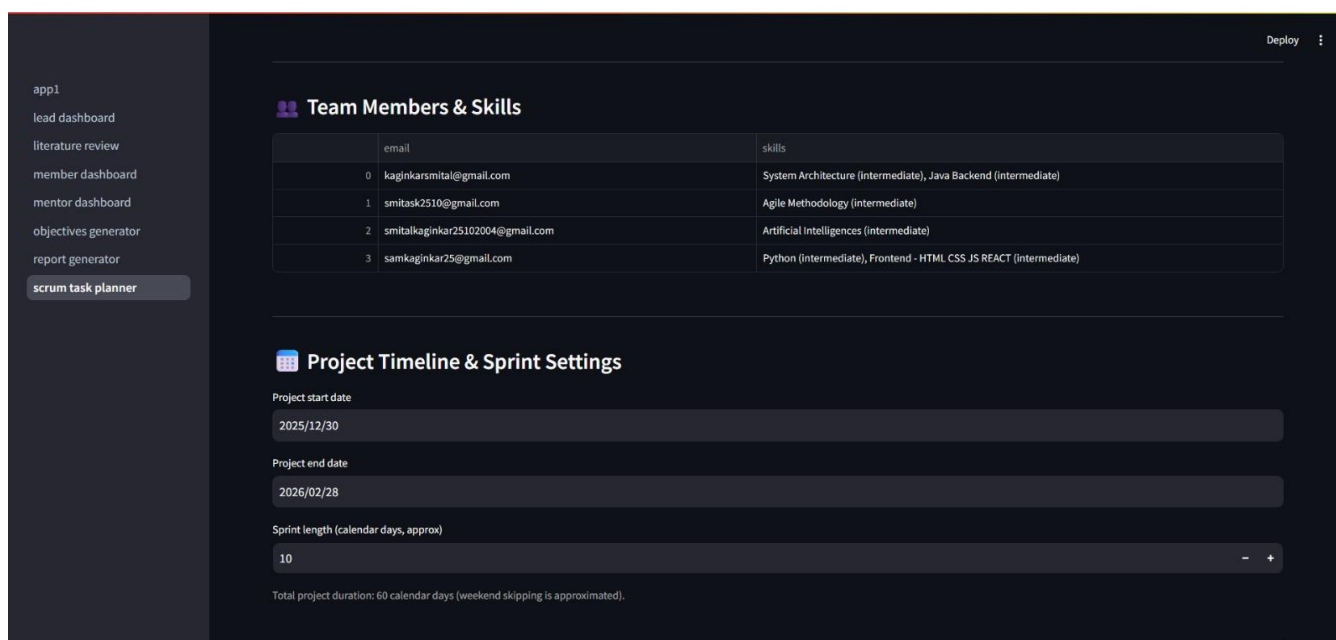 Deploy
app1
lead dashboard
literature review
member dashboard
mentor dashboard
objectives generator
report generator
scrum task planner
Team Members & Skills
email skills
0 kaginkarsmital@gmail.com System Architecture (intermediate), Java Backend (intermediate)
1 smitask2510@gmail.com Agile Methodology (intermediate)
2 smitalkaginkar25102004@gmail.com Artificial Intelligences (intermediate)
3 samkaginkar25@gmail.com Python (intermediate), Frontend - HTML CSS JS REACT (intermediate)
Project Timeline & Sprint Settings
Project start date
2025/12/30
Project end date
2026/02/28
Sprint length (calendar days, approx)
10
Total project duration: 60 calendar days (weekend skipping is approximated).